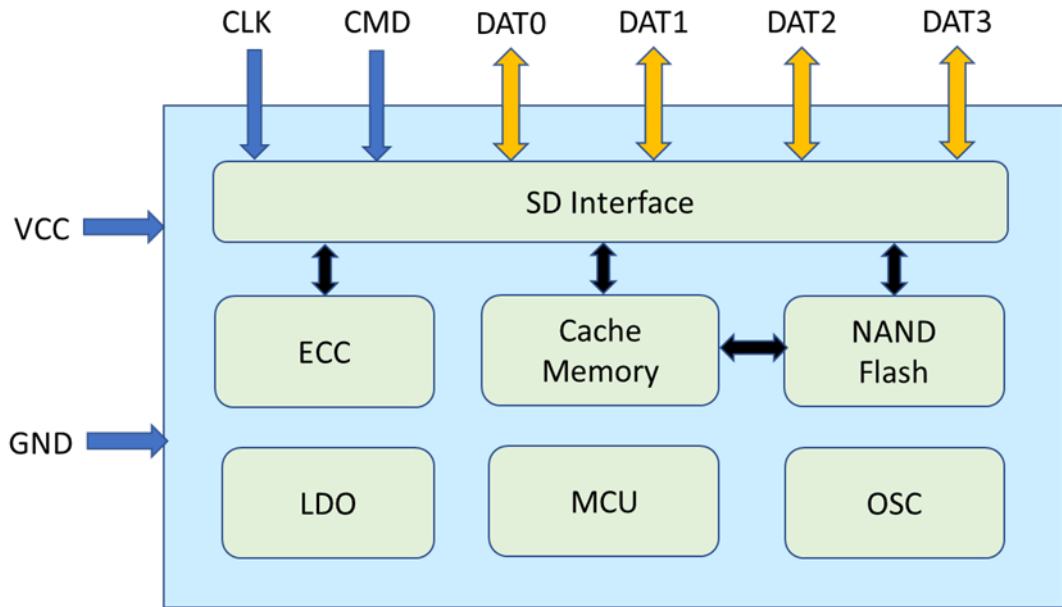 CLK CMD DAT0 DAT1 DAT2 DAT3
SD Interface
VCC
ECC
Cache
Memory
NAND
Flash
GND
LDO
MCU
OSC